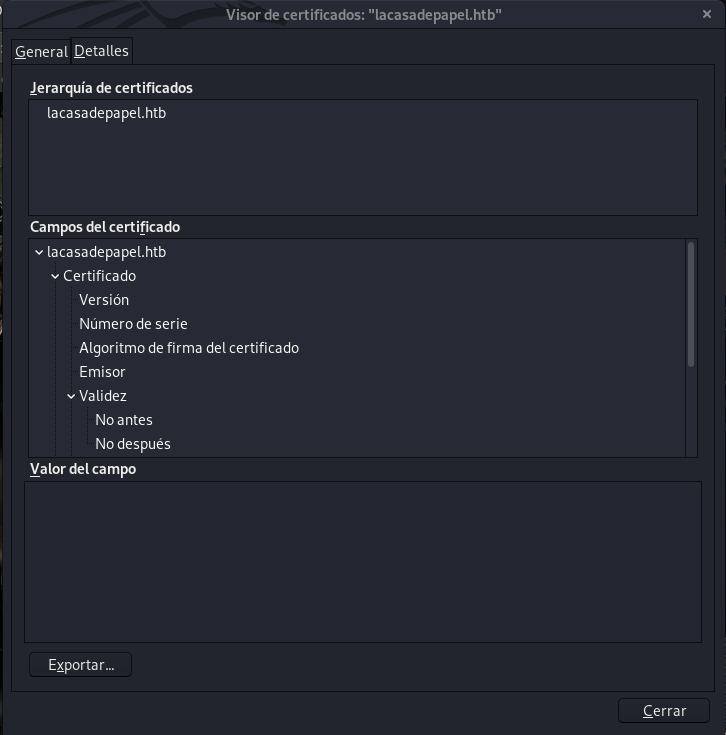 Visor de certificados: "lacasadepapel.htb" ×
General Detalles
Jerarquía de certificados
lacasadepapel.htb
Campos del certificado
lacasadepapel.htb
Certificado
Versión
Número de serie
Algoritmo de firma del certificado
Emisor
Validez
No antes
No después
Valor del campo
Exportar...
Cerrar